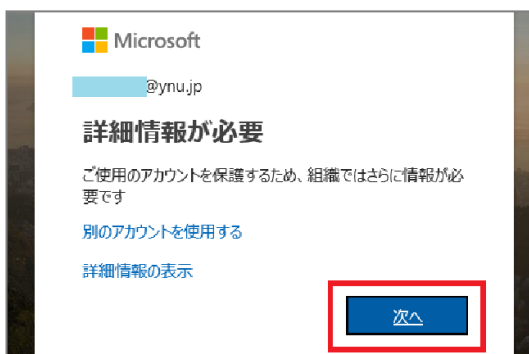 Microsoft
@ynu.jp
詳細情報が必要
ご使用のアカウントを保護するため、組織ではさらに情報が必
要です
別のアカウントを使用する
詳細情報の表示
次へ